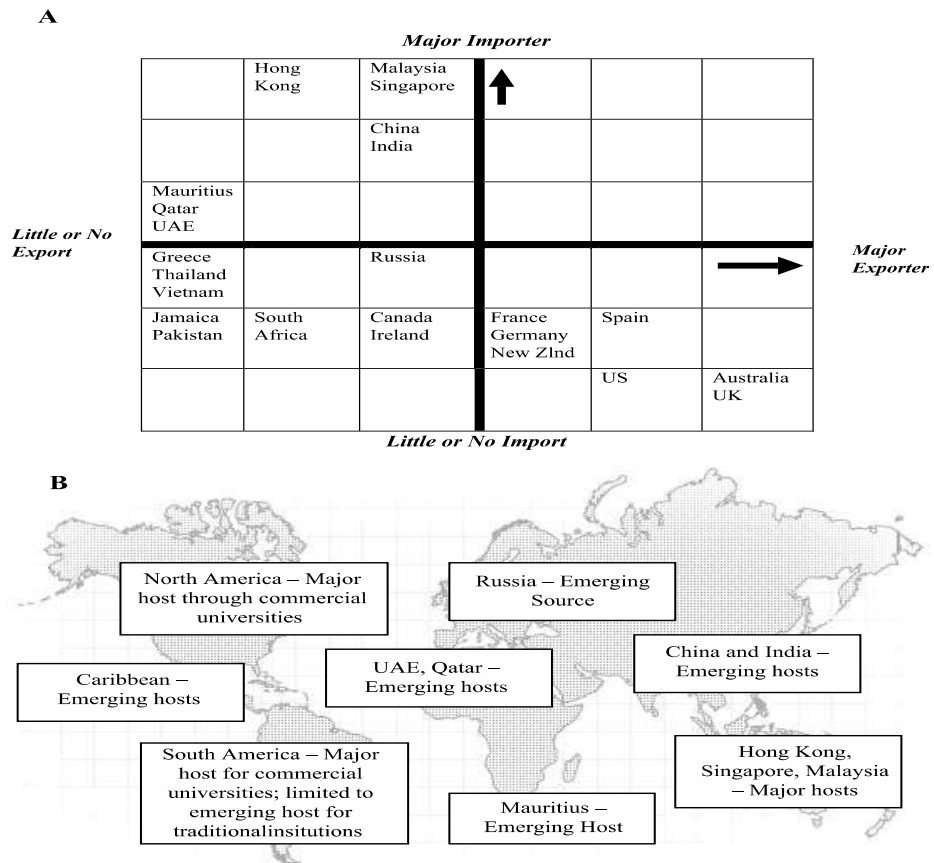 A
Major Importer
Hong
Kong
Malaysia
Singapore
China
India
Mauritius
Qatar
UAE
Little or No
Export
Major
Exporter
Greece
Thailand
Vietnam
Russia
Jamaica
Pakistan
South
Africa
Canada
Ireland
France
Germany
New Zlnd
Spain
US
Australia
UK
Little or No Import
B
North America – Major
host through commercial
universities
Russia – Emerging
Source
China and India –
Emerging hosts
UAE, Qatar –
Emerging hosts
Caribbean –
Emerging hosts
South America – Major
host for commercial
universities; limited to
emerging host for
traditionalinsitutions
Hong Kong,
Singapore, Malaysia
– Major hosts
Mauritius –
Emerging Host